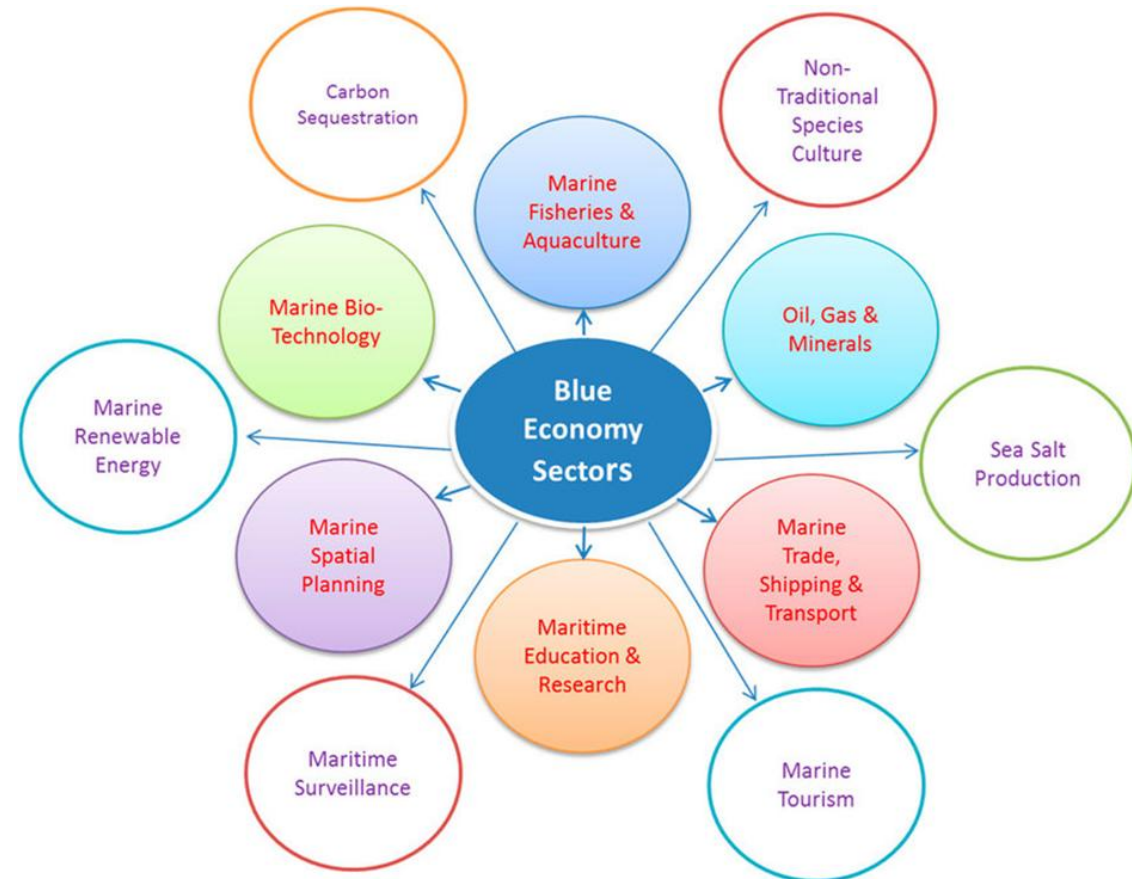 Carbon
Sequestration
Non-
Traditional
Species
Culture
Marine
Fisheries &
Aquaculture
Marine Bio-
Technology
Oil, Gas &
Minerals
Blue
Economy
Sectors
Marine
Renewable
Energy
Sea Salt
Production
Marine
Spatial
Planning
Marine
Trade,
Shipping &
Transport
Maritime
Education &
Research
Maritime
Surveillance
Marine
Tourism